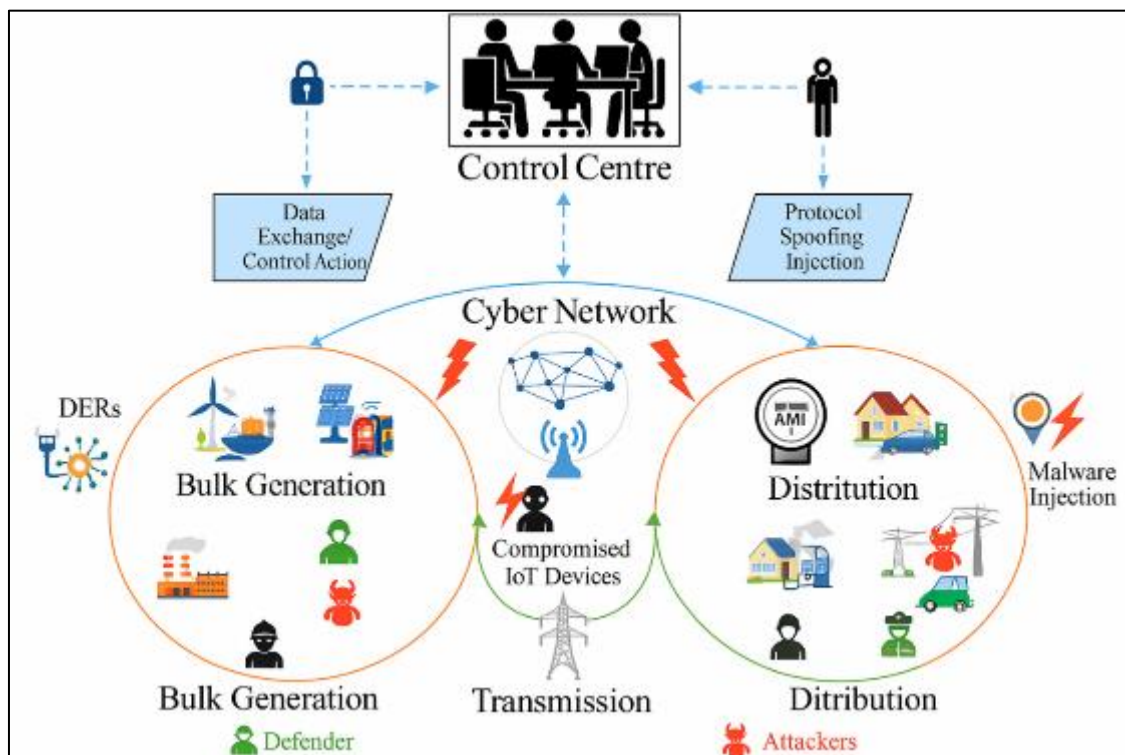 Control Centre
Data
Exchange/
Control Action
Protocol
Spoofing
Injection
Cyber Network
DERs
Bulk Generation
AMI
Distritution
Malware
Injection
Compromised
IoT Devices
Bulk Generation
Transmission
Ditribution
Defender
Attackers